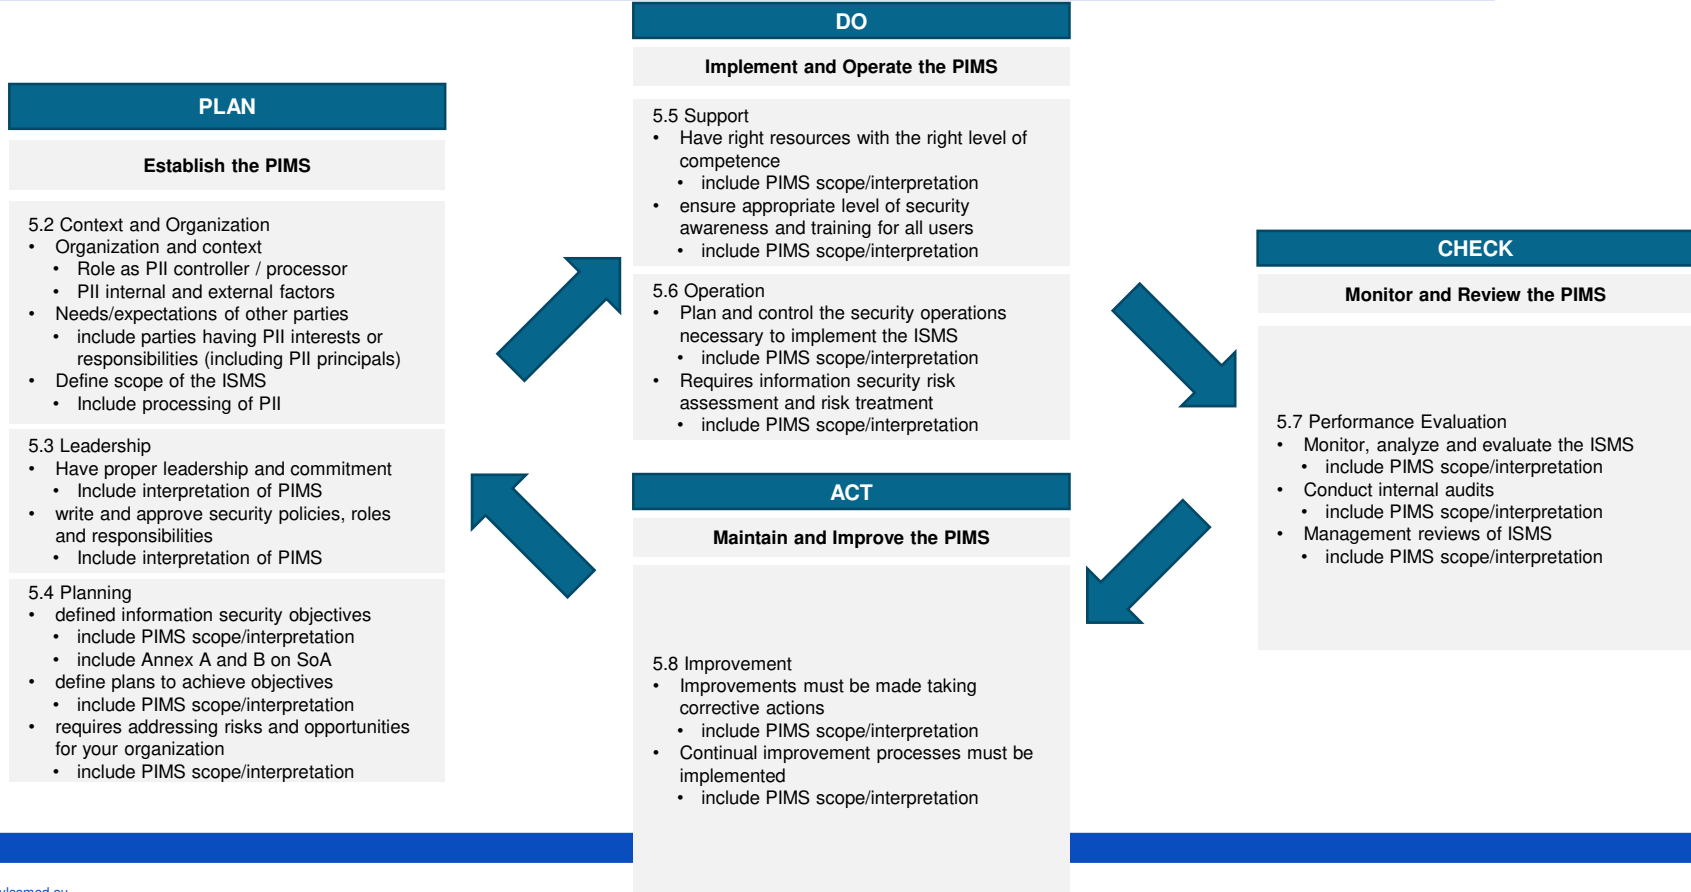 PLAN
Establish the PIMS
5.2 Context and Organization
• Organization and context
• Role as PII controller / processor
• PII internal and external factors
• Needs/expectations of other parties
• include parties having PII interests or
responsibilities (including PII principals)
• Define scope of the ISMS
• Include processing of PII
5.3 Leadership
• Have proper leadership and commitment
• Include interpretation of PIMS
• write and approve security policies, roles
and responsibilities
• Include interpretation of PIMS
5.4 Planning
• defined information security objectives
• include PIMS scope/interpretation
• include Annex A and B on SoA
• define plans to achieve objectives
• include PIMS scope/interpretation
• requires addressing risks and opportunities
for your organization
• include PIMS scope/interpretation
DO
Implement and Operate the PIMS
5.5 Support
• Have right resources with the right level of
competence
• include PIMS scope/interpretation
• ensure appropriate level of security
awareness and training for all users
• include PIMS scope/interpretation
5.6 Operation
• Plan and control the security operations
necessary to implement the ISMS
• include PIMS scope/interpretation
• Requires information security risk
assessment and risk treatment
• include PIMS scope/interpretation
CHECK
Monitor and Review the PIMS
5.7 Performance Evaluation
• Monitor, analyze and evaluate the ISMS
• include PIMS scope/interpretation
• Conduct internal audits
• include PIMS scope/interpretation
• Management reviews of ISMS
• include PIMS scope/interpretation
ACT
Maintain and Improve the PIMS
5.8 Improvement
• Improvements must be made taking
corrective actions
• include PIMS scope/interpretation
• Continual improvement processes must be
implemented
• include PIMS scope/interpretation